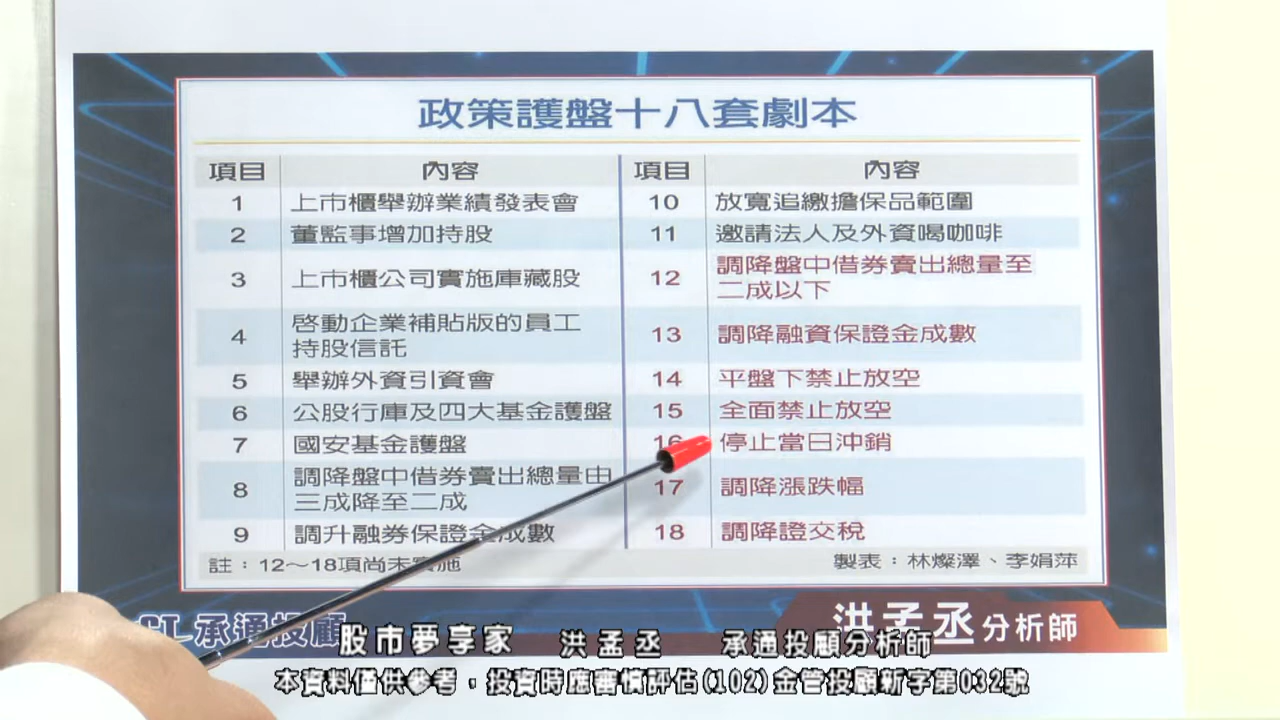 政策護盤十八套劇本
項目 內容 項目 內容
1 上市櫃舉辦業績發表會 10 放寬追繳擔保品範圍
2 董監事增加持股 11 邀請法人及外資喝咖啡
3 上市櫃公司實施庫藏股 12 調降盤中借券賣出總量至
二成以下
4 啓動企業補貼版的員工
持股信託 13 調降融資保證金成數
5 舉辦外資引資會 14 平盤下禁止放空
6 公股行庫及四大基金護盤 15 全面禁止放空
7 國安基金護盤 16 停止當日沖銷
8 調降盤中借券賣出總量由
三成降至二成 17 調降漲跌幅
9 調升融券保證金成數 18 調降證交稅
註：12～18項尚未實施 製表：林燦澤、李娟萍
承通投顧 洪孟丞分析師
股市夢享家 洪孟丞 承通投顧分析師
本資料僅供參考，投資時應審慎評估(102)金管投顧新字第032號